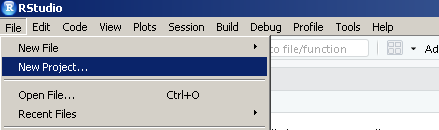 RStudio
File Edit Code View Plots Session Build Debug Profile Tools Help
New File to file/function
New Project...
Open File... Ctrl+O
Recent Files